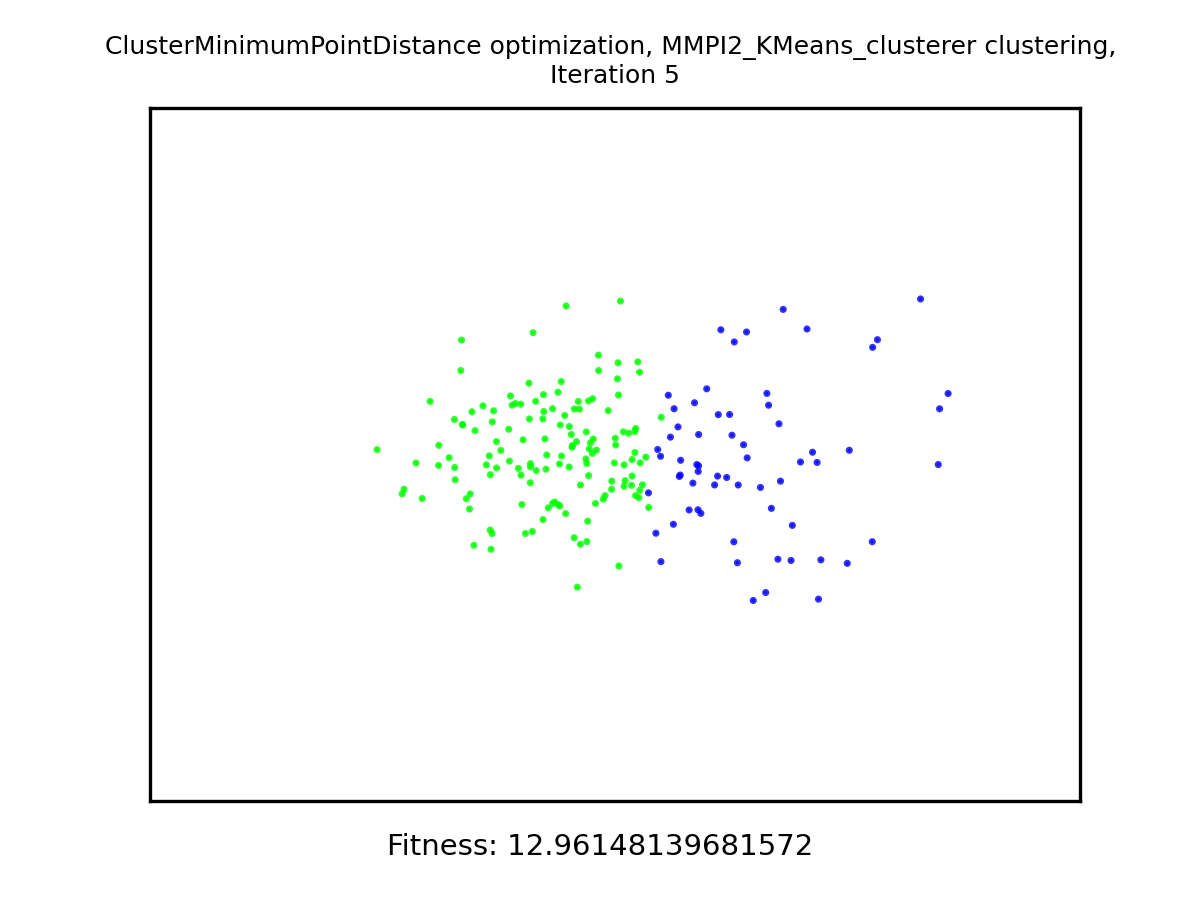 ClusterMinimumPointDistance optimization, MMPI2_KMeans_clusterer clustering,
Iteration 5
Fitness: 12.96148139681572